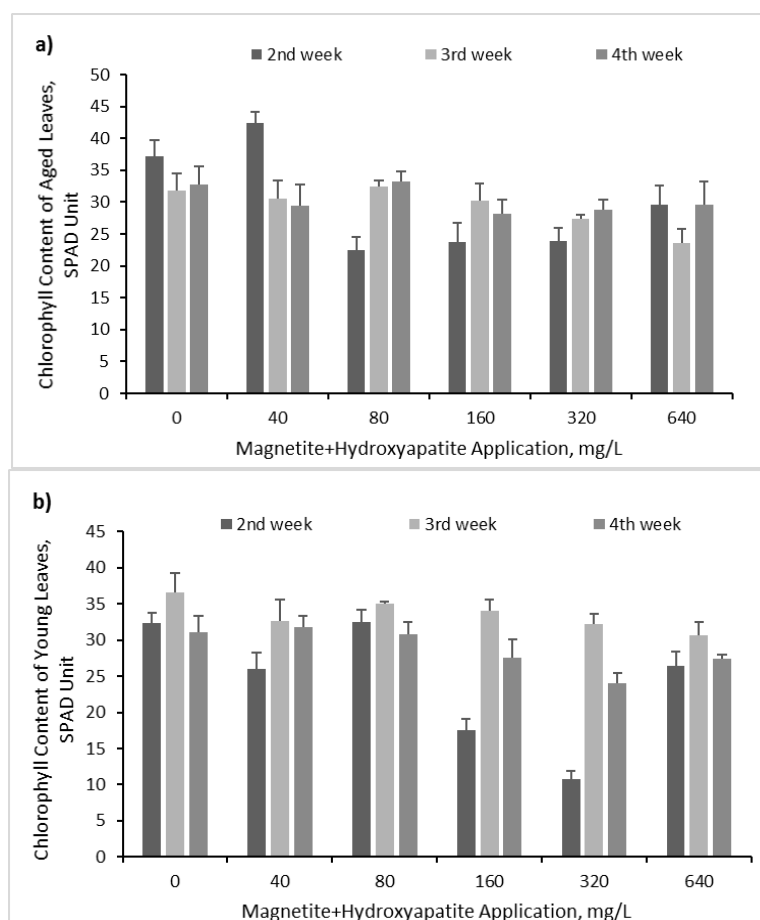 a)
2nd week 3rd week 4th week
50
45
40
35
30
25
20
15
10
5
0
Chlorophyll Content of Aged Leaves,
SPAD Unit
0 40 80 160 320 640
Magnetite+Hydroxyapatite Application, mg/L
b)
2nd week 3rd week 4th week
45
40
35
30
25
20
15
10
5
0
Chlorophyll Content of Young Leaves,
SPAD Unit
0 40 80 160 320 640
Magnetite+Hydroxyapatite Application, mg/L